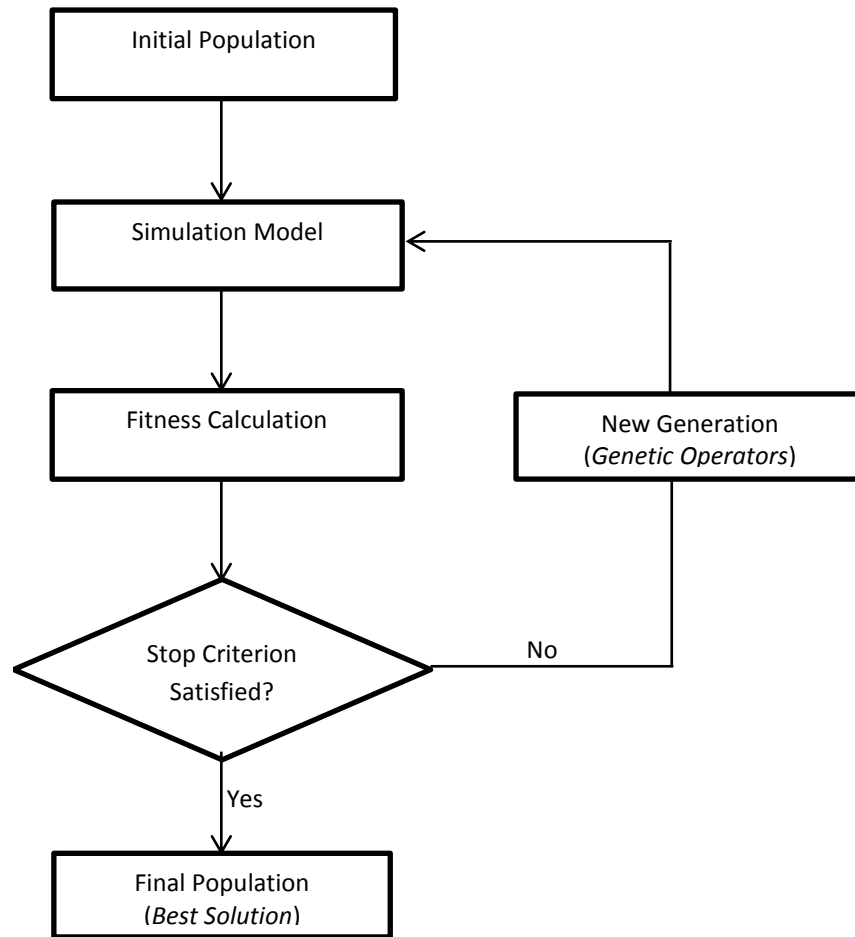 Initial Population
Simulation Model
Fitness Calculation
New Generation
(Genetic Operators)
Stop Criterion
Satisfied?
No
Yes
Final Population
(Best Solution)